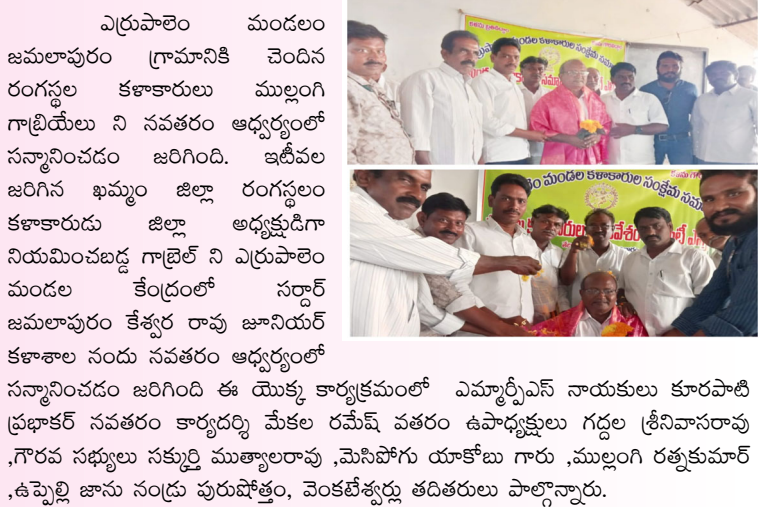 ఎర్రుపాలెం మండలం
జమలాపురం గ్రామానికి చెందిన
రంగస్థల కళాకారులు ముల్లంగి
గాబ్రియేలు ని నవతరం ఆధ్వర్యంలో
సన్మానించడం జరిగింది. ఇటీవల
జరిగిన ఖమ్మం జిల్లా రంగస్థలం
కళాకారుడు జిల్లా అధ్యక్షుడిగా
నియమించబడ్డ గాబ్రెల్ ని ఎర్రుపాలెం
మండల కేంద్రంలో సర్దార్
జమలాపురం కేశ్వర రావు జూనియర్
కళాశాల నందు నవతరం ఆధ్వర్యంలో
సన్మానించడం జరిగింది ఈ యొక్క కార్యక్రమంలో ఎమ్మార్పీఎస్ నాయకులు కూరపాటి
ప్రభాకర్ నవతరం కార్యదర్శి మేకల రమేష్ వతరం ఉపాధ్యక్షులు గద్దల శ్రీనివాసరావు
,గౌరవ సభ్యులు సక్కుర్తి ముత్యాలరావు ,మెసిపోగు యాకోబు గారు ,ముల్లంగి రత్నకుమార్
,ఉప్పెల్లి జాను నండ్రు పురుషోత్తం, వెంకటేశ్వర్లు తదితరులు పాల్గొన్నారు.
మండల కళాకారుల సంక్షేమ
మండల కళాకారుల సంక్షేమ